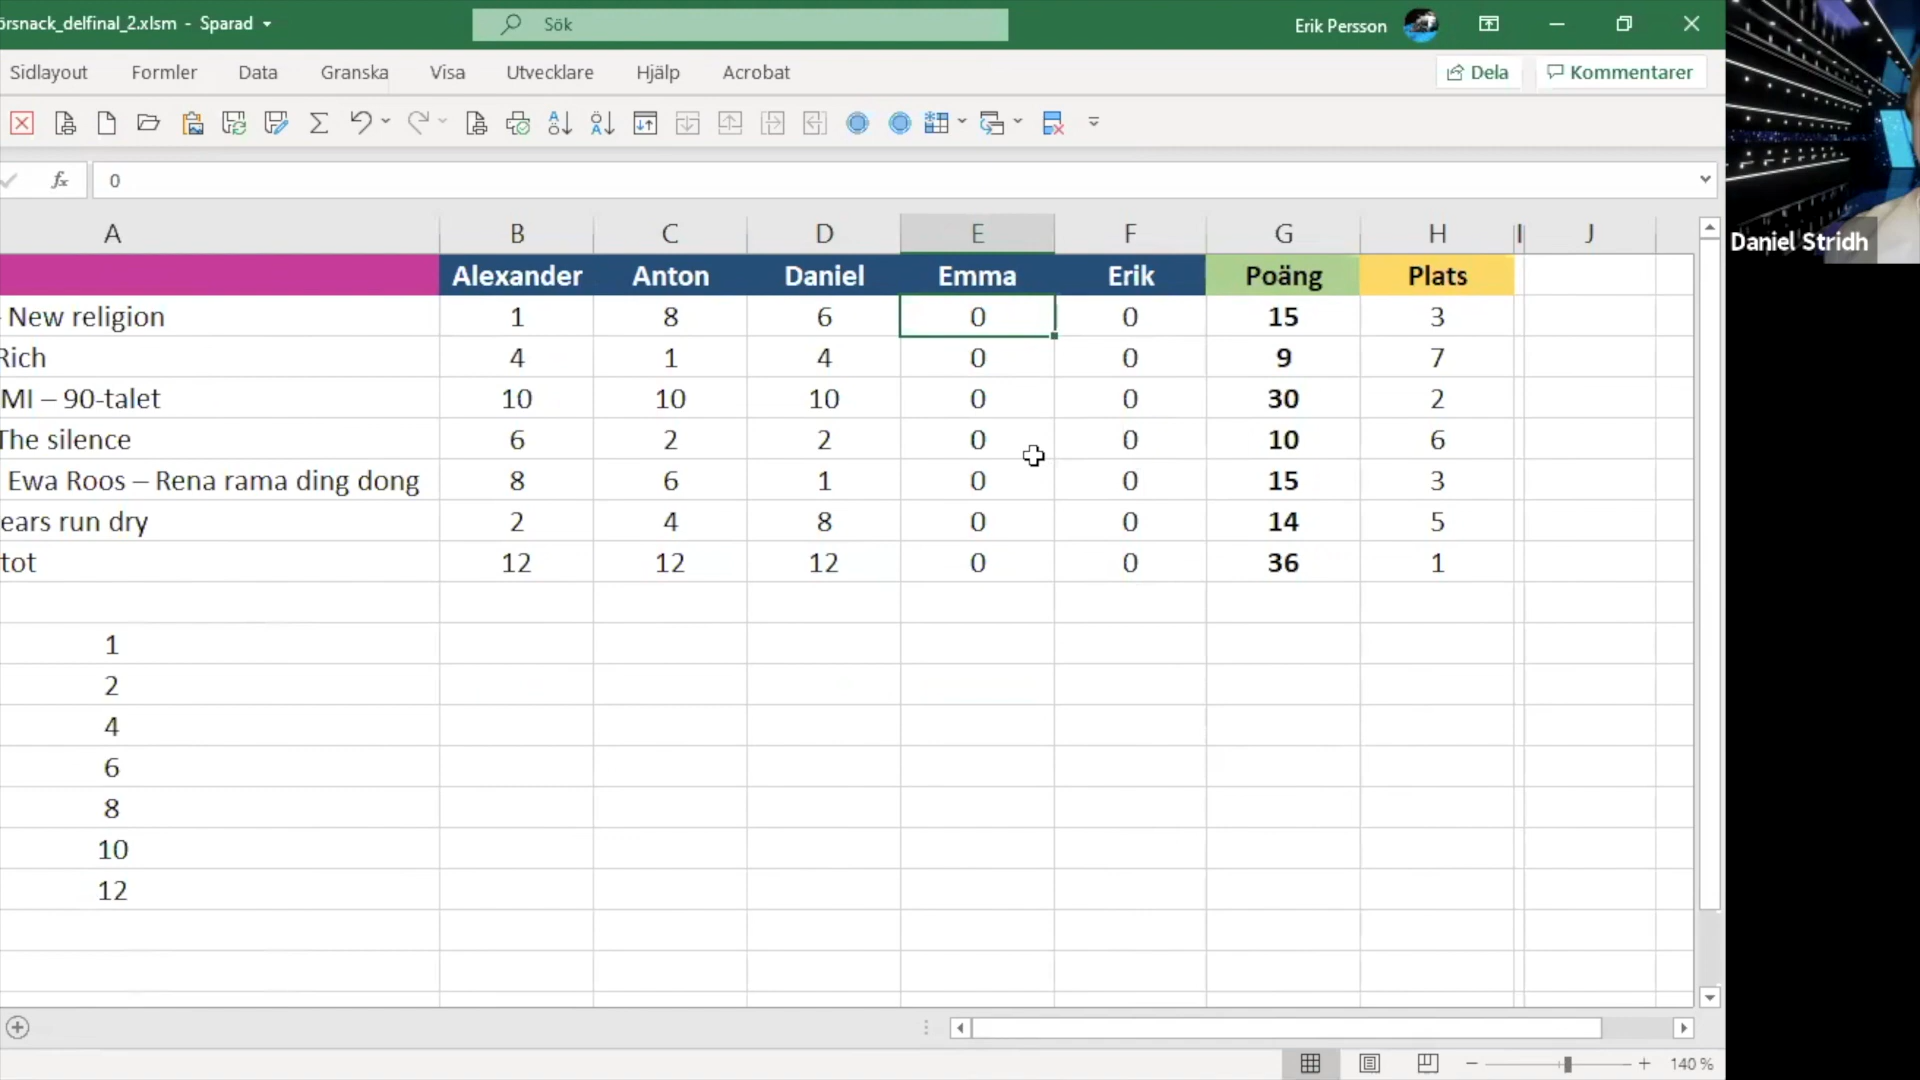 örsnack_delfinal_2.xlsm - Sparad
Sök
Erik Persson
Sidlayout Formler Data Granska Visa Utvecklare Hjälp Acrobat
Dela Kommentarer
fx 0
A B C D E F G H I J
Alexander Anton Daniel Emma Erik Poäng Plats
- New religion 1 8 6 0 0 15 3
Rich 4 1 4 0 0 9 7
MI – 90-talet 10 10 10 0 0 30 2
The silence 6 2 2 0 0 10 6
Ewa Roos – Rena rama ding dong 8 6 1 0 0 15 3
ears run dry 2 4 8 0 0 14 5
tot 12 12 12 0 0 36 1
1
2
4
6
8
10
12
140 %
Daniel Stridh